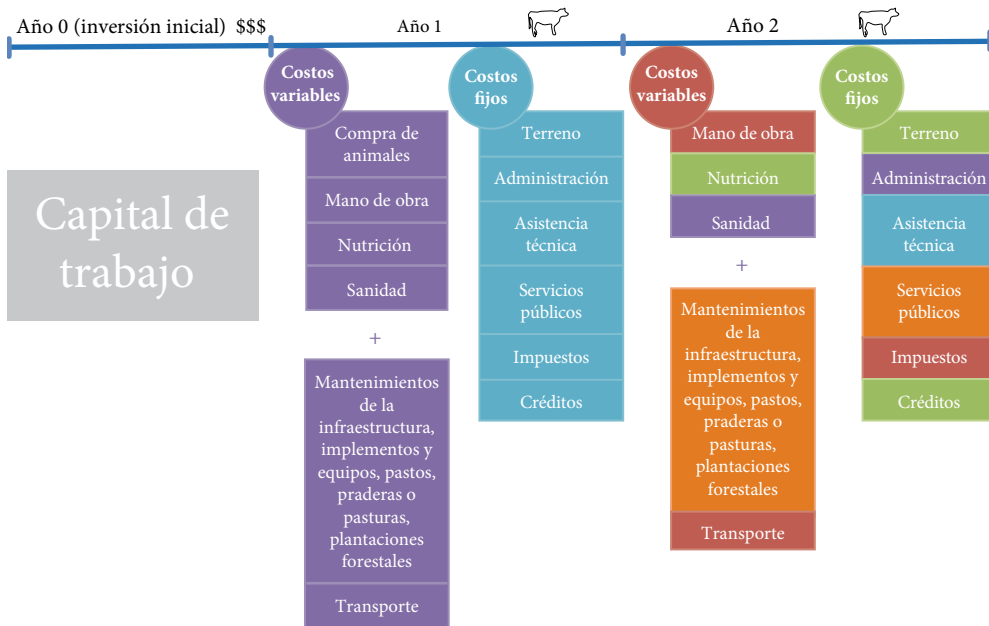 Año 0 (inversión inicial) $$$
Año 1
Año 2
Capital de
trabajo
Costos
variables
Compra de
animales
Mano de obra
Nutrición
Sanidad
+
Mantenimientos
de la
infraestructura,
implementos y
equipos, pastos,
praderas o
pasturas,
plantaciones
forestales
Transporte
Costos
fijos
Terreno
Administración
Asistencia
técnica
Servicios
públicos
Impuestos
Créditos
Costos
variables
Mano de obra
Nutrición
Sanidad
+
Mantenimientos
de la
infraestructura,
implementos y
equipos, pastos,
praderas o
pasturas,
plantaciones
forestales
Transporte
Costos
fijos
Terreno
Administración
Asistencia
técnica
Servicios
públicos
Impuestos
Créditos